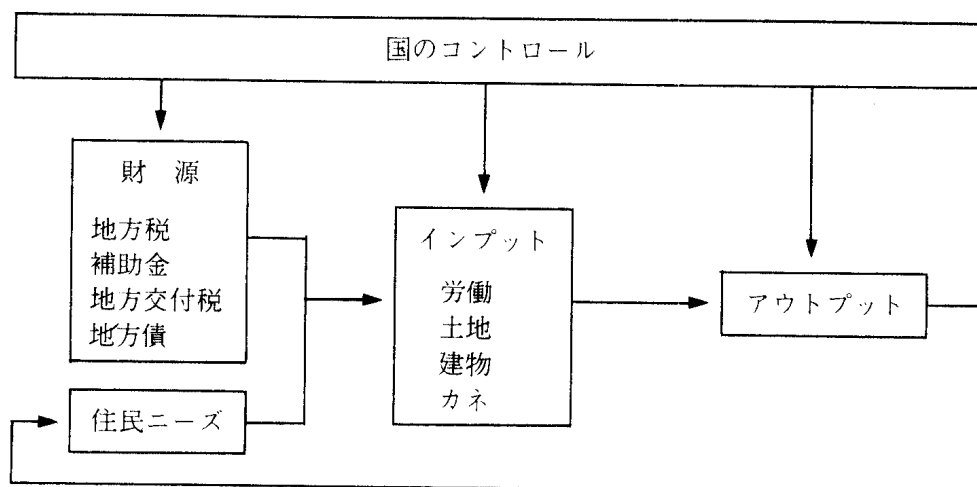 国のコントロール
財 源
地方税
補助金
地方交付税
地方債
住民ニーズ
インプット
労働
土地
建物
カネ
アウトプット